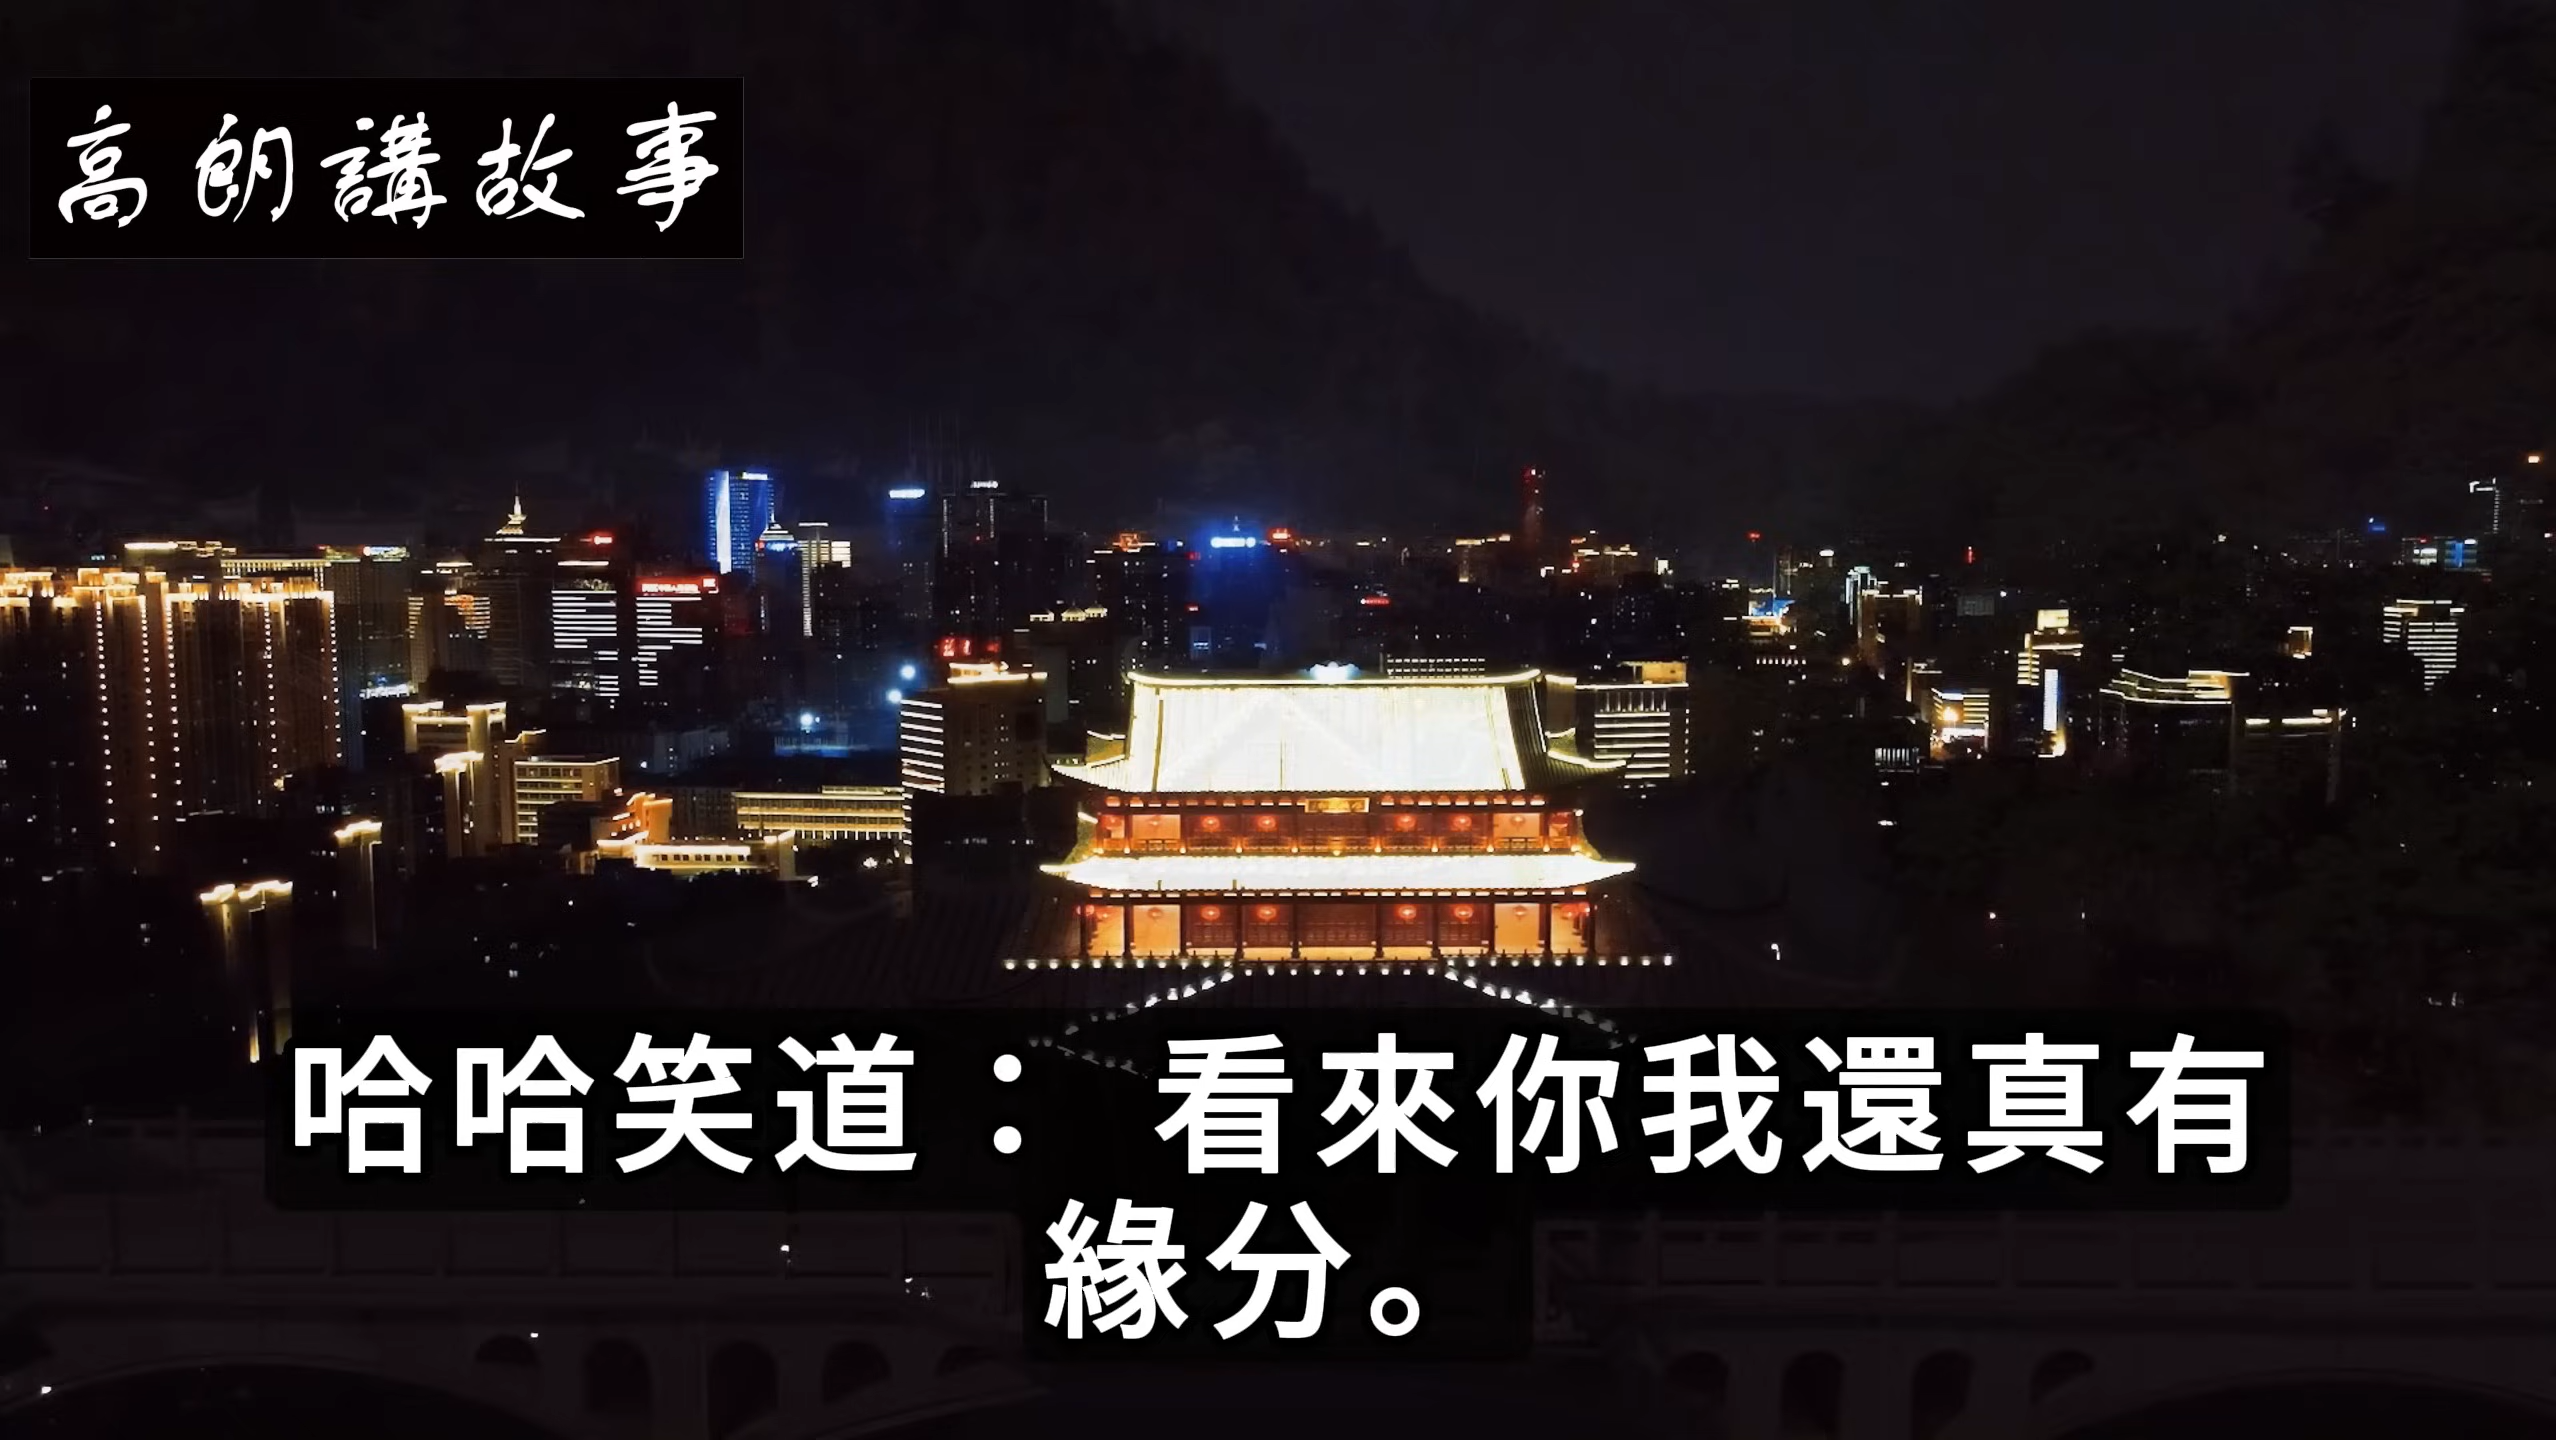 高朗講故事
哈哈笑道：看來你我還真有
緣分。